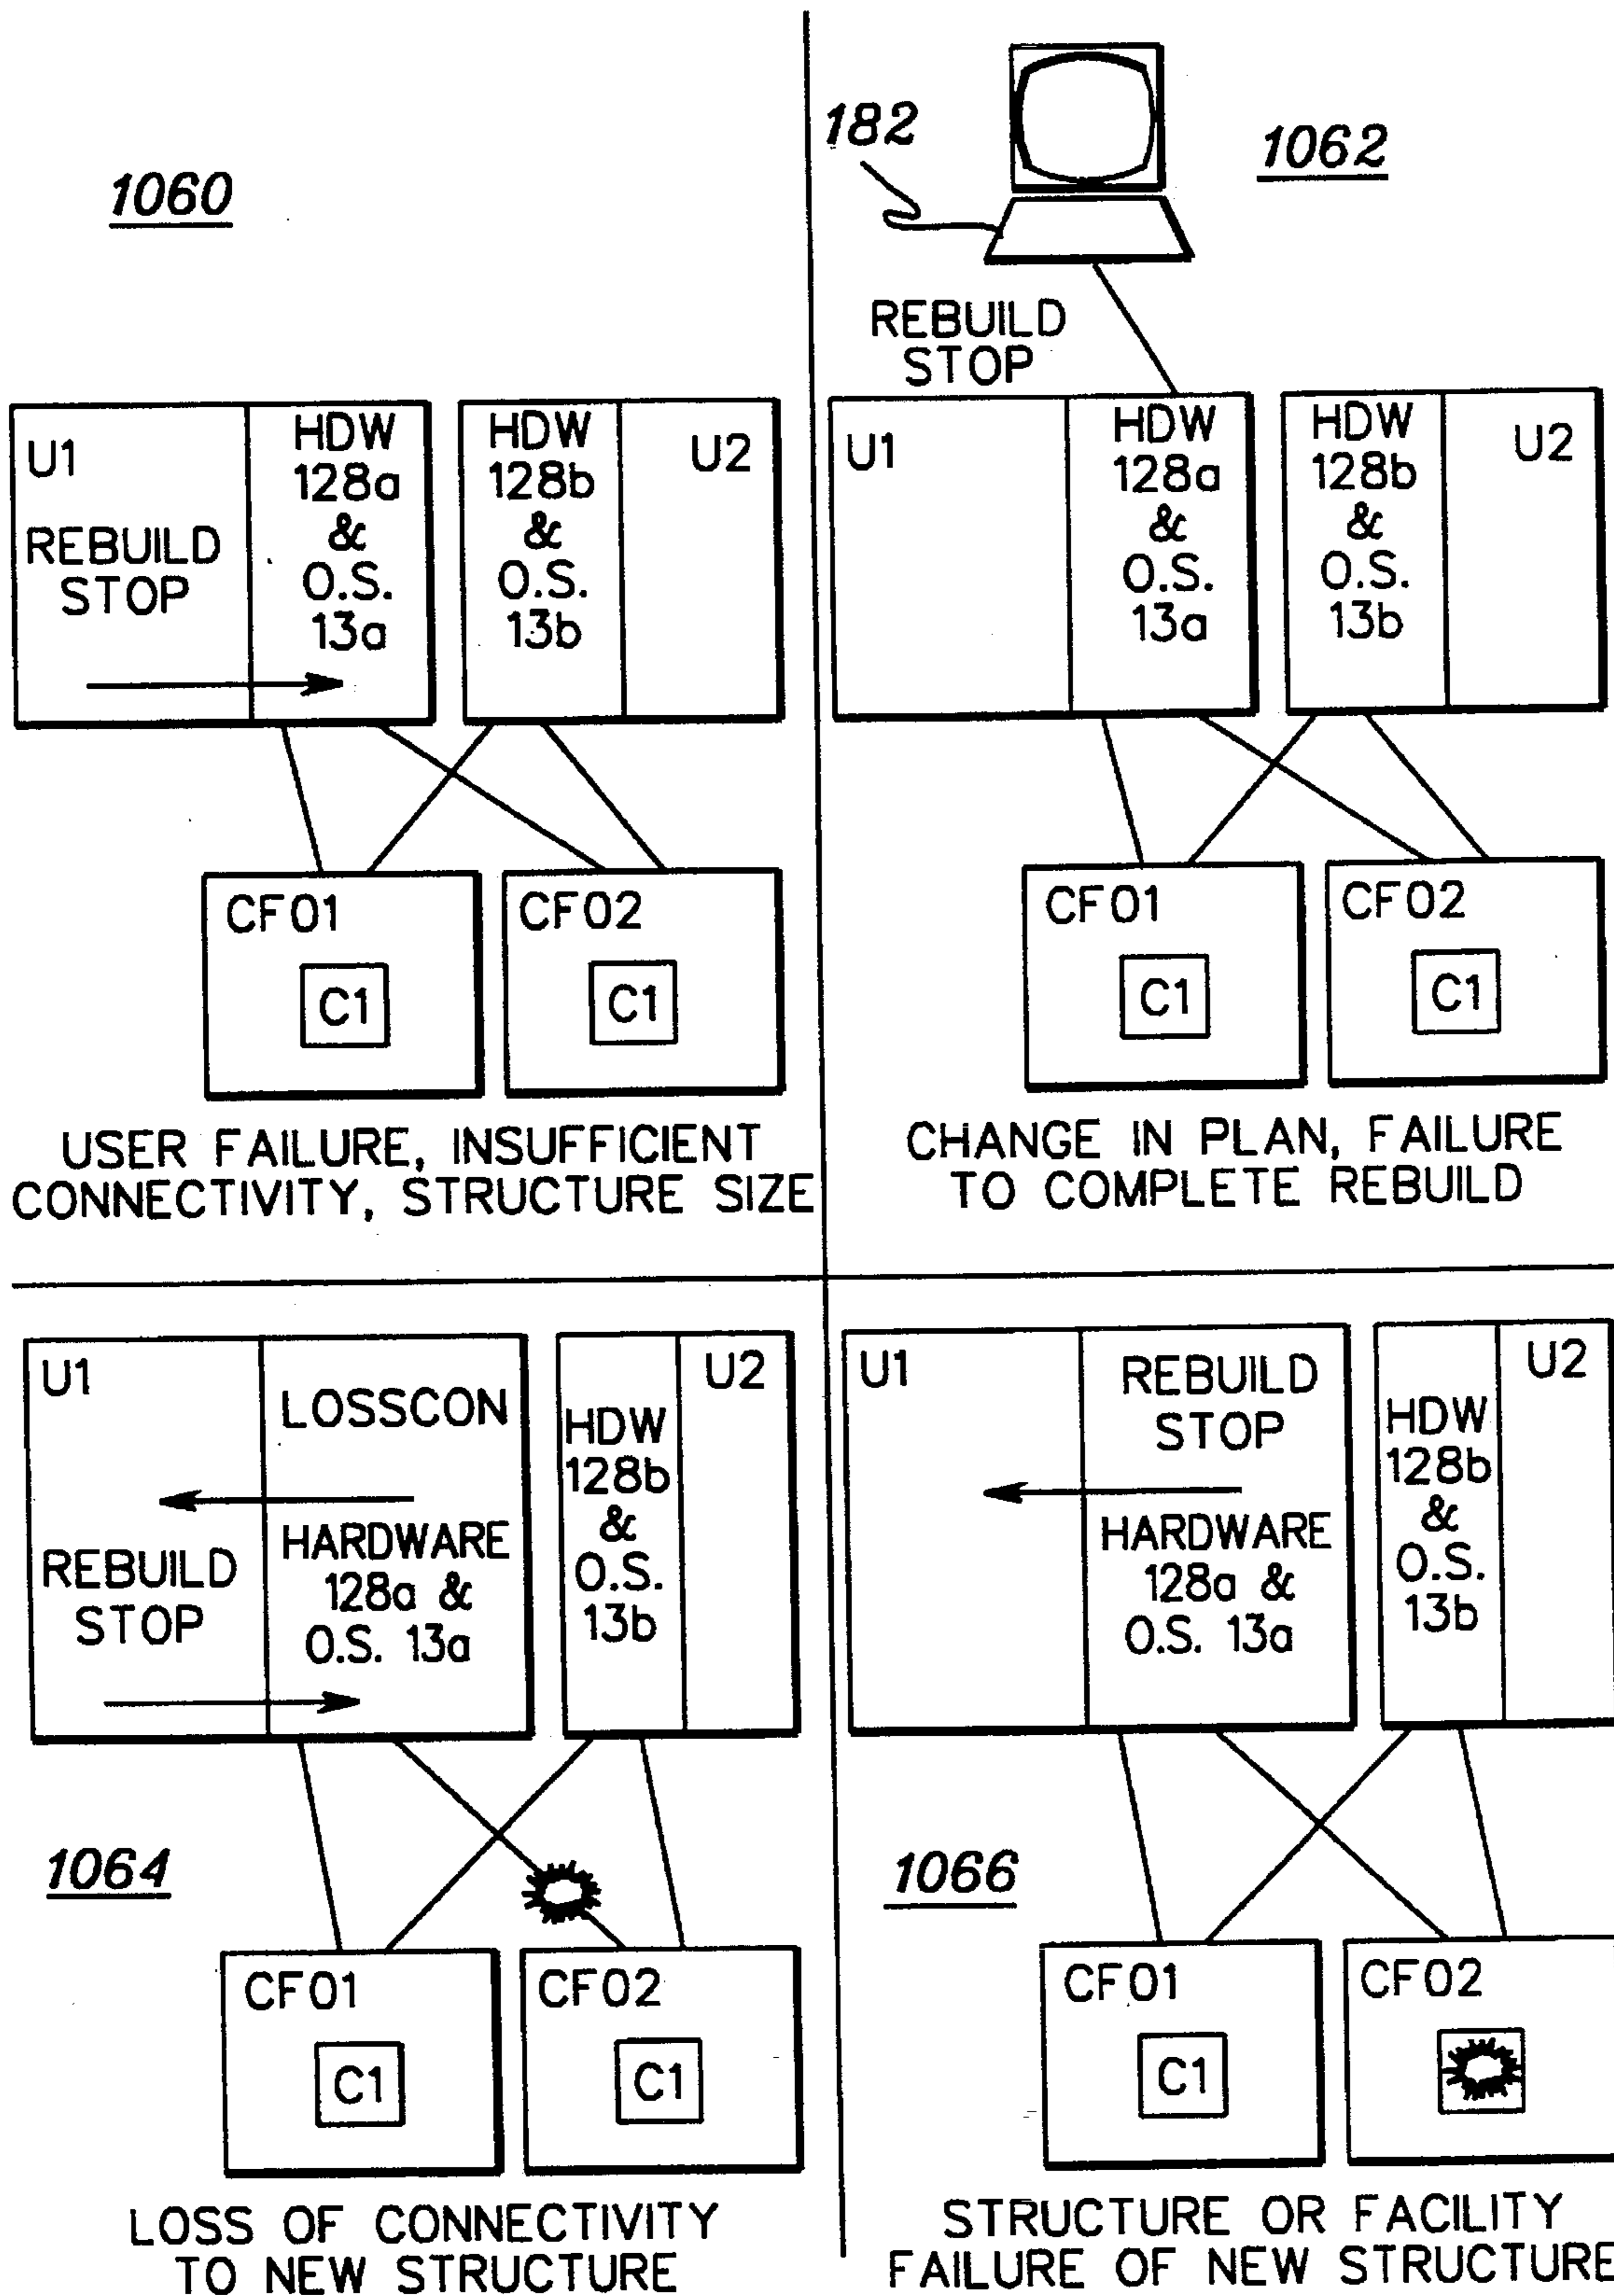 1060
U1
REBUILD
STOP
HDW
128a
&
O.S.
13a
HDW
128b
&
O.S.
13b
U2
CF01
C1
CF02
C1
USER FAILURE, INSUFFICIENT
CONNECTIVITY, STRUCTURE SIZE
182
1062
REBUILD
STOP
U1
HDW
128a
&
O.S.
13a
HDW
128b
&
O.S.
13b
U2
CF01
C1
CF02
C1
CHANGE IN PLAN, FAILURE
TO COMPLETE REBUILD
U1
REBUILD
STOP
LOSSCON
HARDWARE
128a &
O.S. 13a
HDW
128b
&
O.S.
13b
U2
1064
CF01
C1
CF02
C1
LOSS OF CONNECTIVITY
TO NEW STRUCTURE
U1
REBUILD
STOP
HARDWARE
128a &
O.S. 13a
HDW
128b
&
O.S.
13b
U2
1066
CF01
C1
CF02
STRUCTURE OR FACILITY
FAILURE OF NEW STRUCTURE